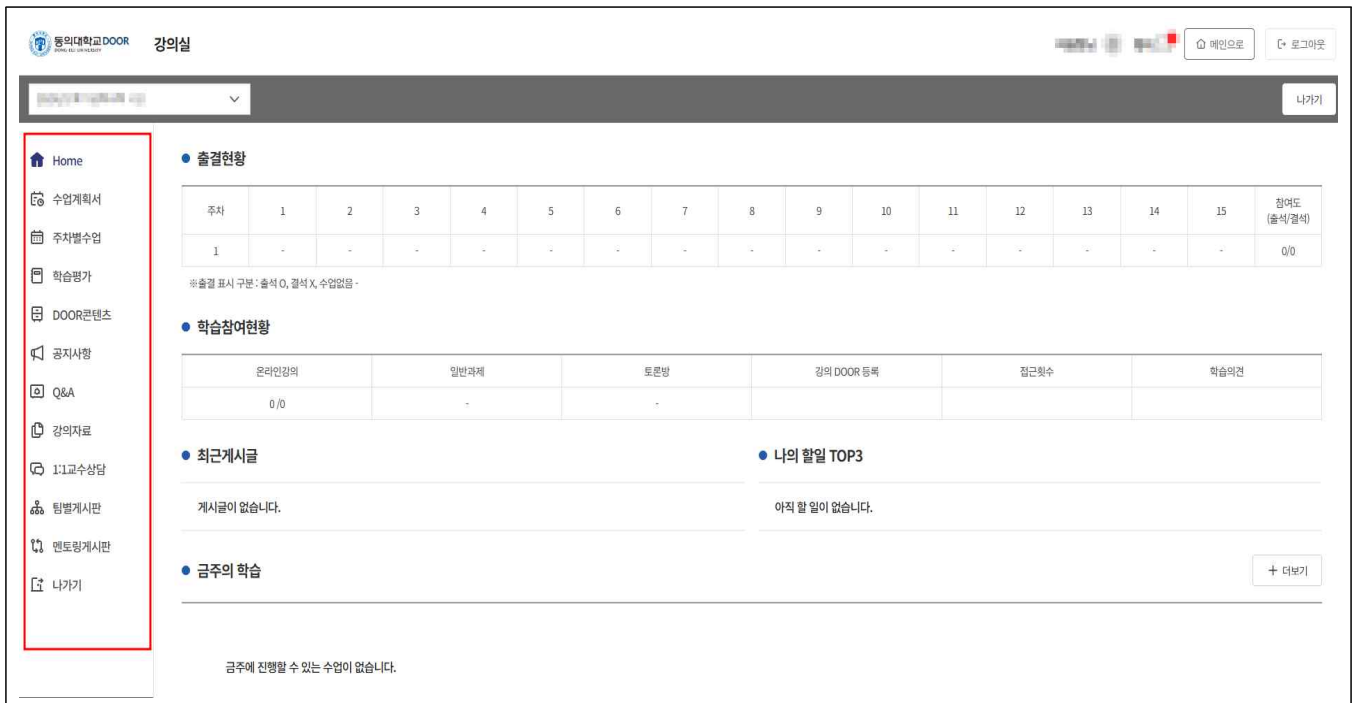 동의대학교 DOOR 강의실 메인으로 로그아웃
DONG-EUI UNIVERSITY
나가기
Home
수업계획서
주차별수업
학습평가
DOOR콘텐츠
공지사항
Q&A
강의자료
1:1교수상담
팀별게시판
멘토링게시판
나가기
출결현황
주차 1 2 3 4 5 6 7 8 9 10 11 12 13 14 15 참여도
(출석/결석)
1 - - - - - - - - - - - - - - - 0/0
※출결 표시 구분 : 출석 O, 결석 X, 수업없음 -
학습참여현황
온라인강의 일반과제 토론방 강의 DOOR 등록 접근횟수 학습의견
0 /0 - -
최근게시글 나의 할일 TOP3
게시글이 없습니다. 아직 할 일이 없습니다.
금주의 학습 + 더보기
금주에 진행할 수 있는 수업이 없습니다.